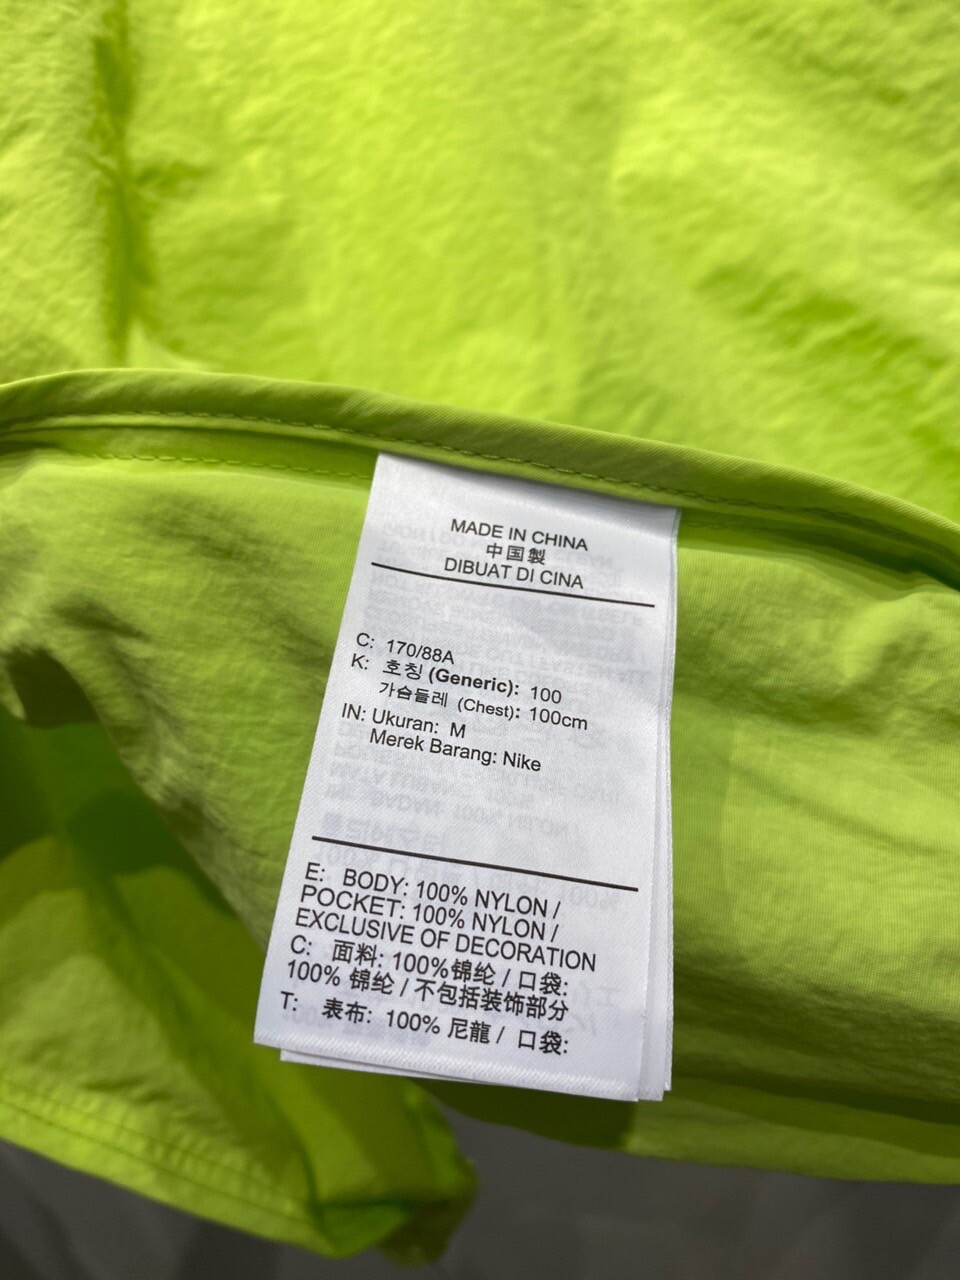 MADE IN CHINA
中国製
DIBUAT DI CINA
C: 170/88A
K: 호칭 (Generic): 100
가슴둘레 (Chest): 100cm
IN: Ukuran: M
Merek Barang: Nike
E: BODY: 100% NYLON /
POCKET: 100% NYLON /
EXCLUSIVE OF DECORATION
C: 面料: 100%锦纶 / 口袋:
100% 锦纶 / 不包括装饰部分
T: 表布: 100% 尼龍 / 口袋: